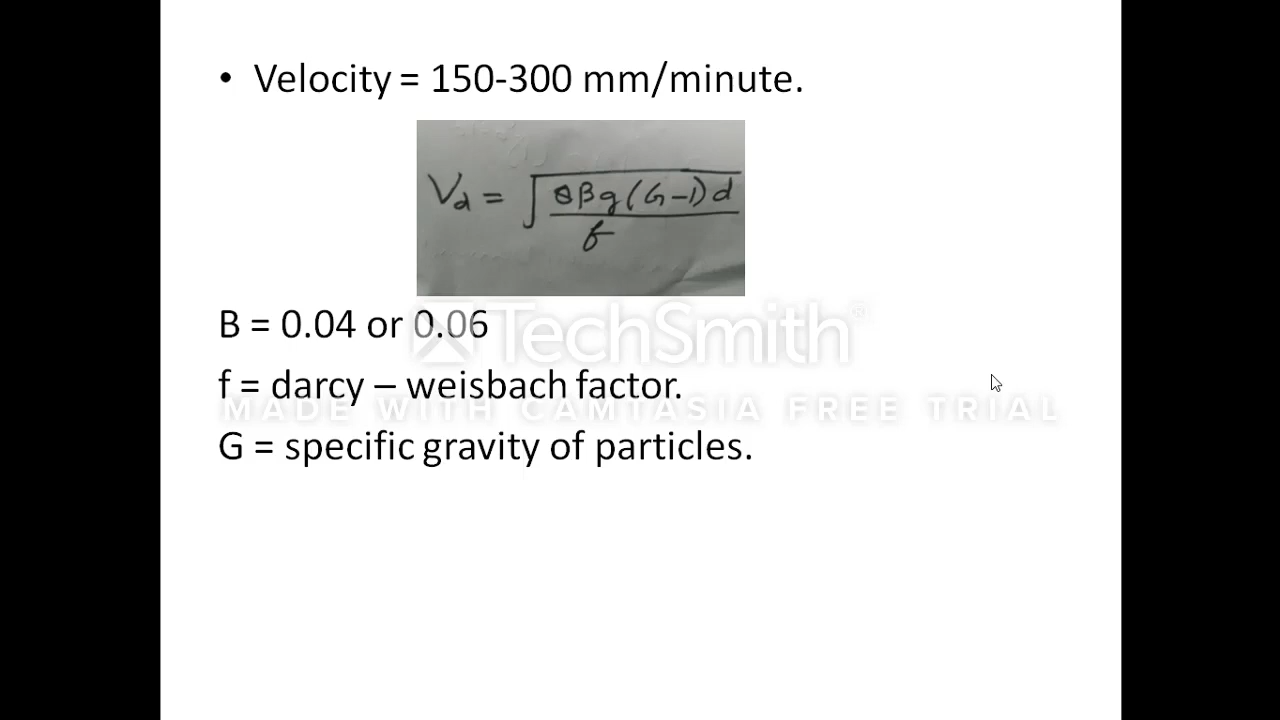 • Velocity = 150-300 mm/minute.
Vd = √(8βg(G-1)d / f)
B = 0.04 or 0.06
TechSmith®
f = darcy – weisbach factor.
MADE WITH CAMTASIA FREE TRIAL
G = specific gravity of particles.